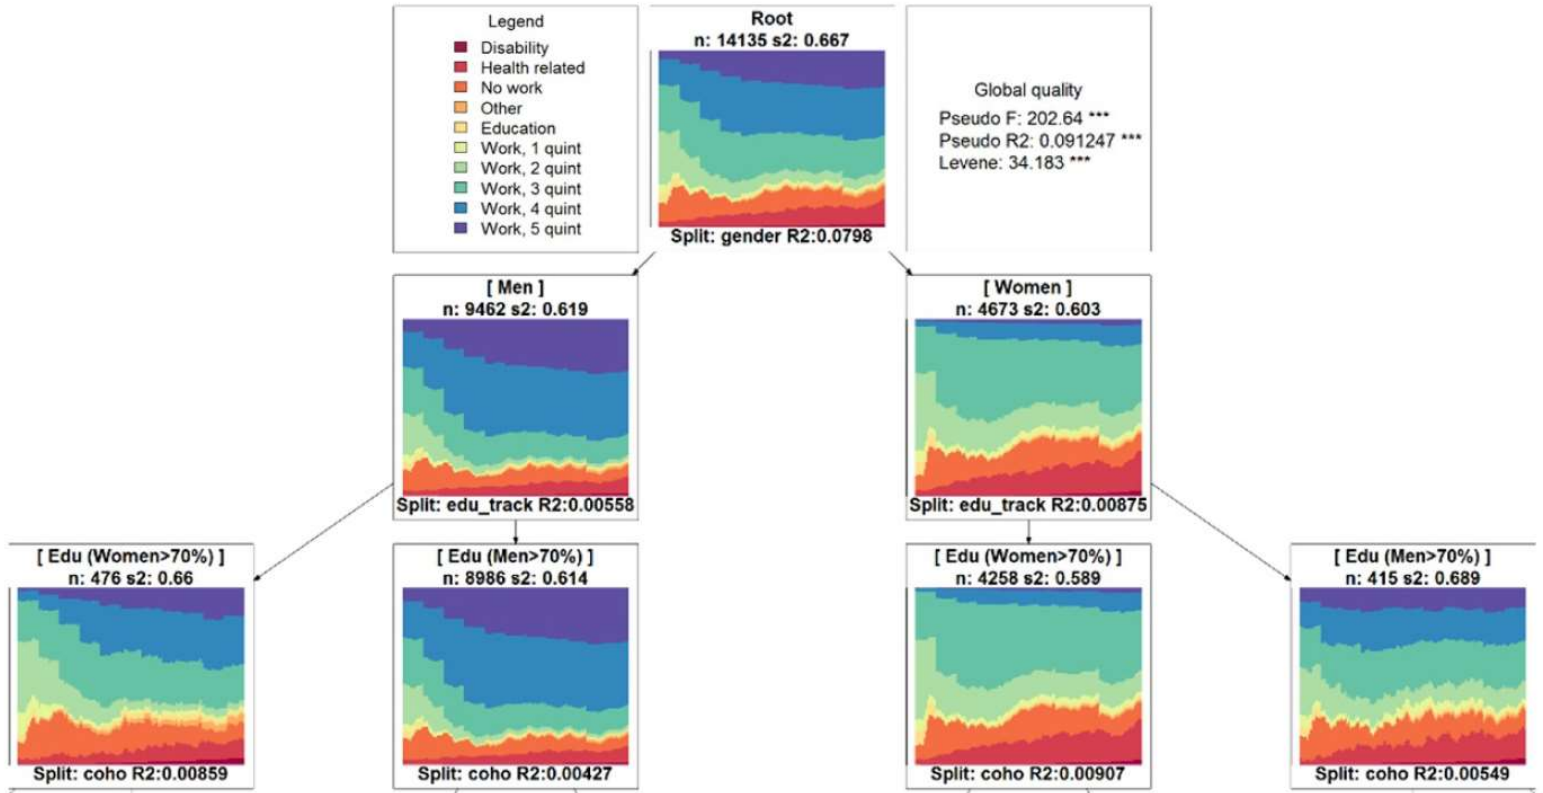 Legend
Disability
Health related
No work
Other
Education
Work, 1 quint
Work, 2 quint
Work, 3 quint
Work, 4 quint
Work, 5 quint
Root
n: 14135 s2: 0.667
Split: gender R2:0.0798
Global quality
Pseudo F: 202.64 ***
Pseudo R2: 0.091247 ***
Levene: 34.183 ***
[ Men ]
n: 9462 s2: 0.619
Split: edu_track R2:0.00558
[ Women ]
n: 4673 s2: 0.603
Split: edu_track R2:0.00875
[ Edu (Women>70%) ]
n: 476 s2: 0.66
Split: coho R2:0.00859
[ Edu (Men>70%) ]
n: 8986 s2: 0.614
Split: coho R2:0.00427
[ Edu (Women>70%) ]
n: 4258 s2: 0.589
Split: coho R2:0.00907
[ Edu (Men>70%) ]
n: 415 s2: 0.689
Split: coho R2:0.00549